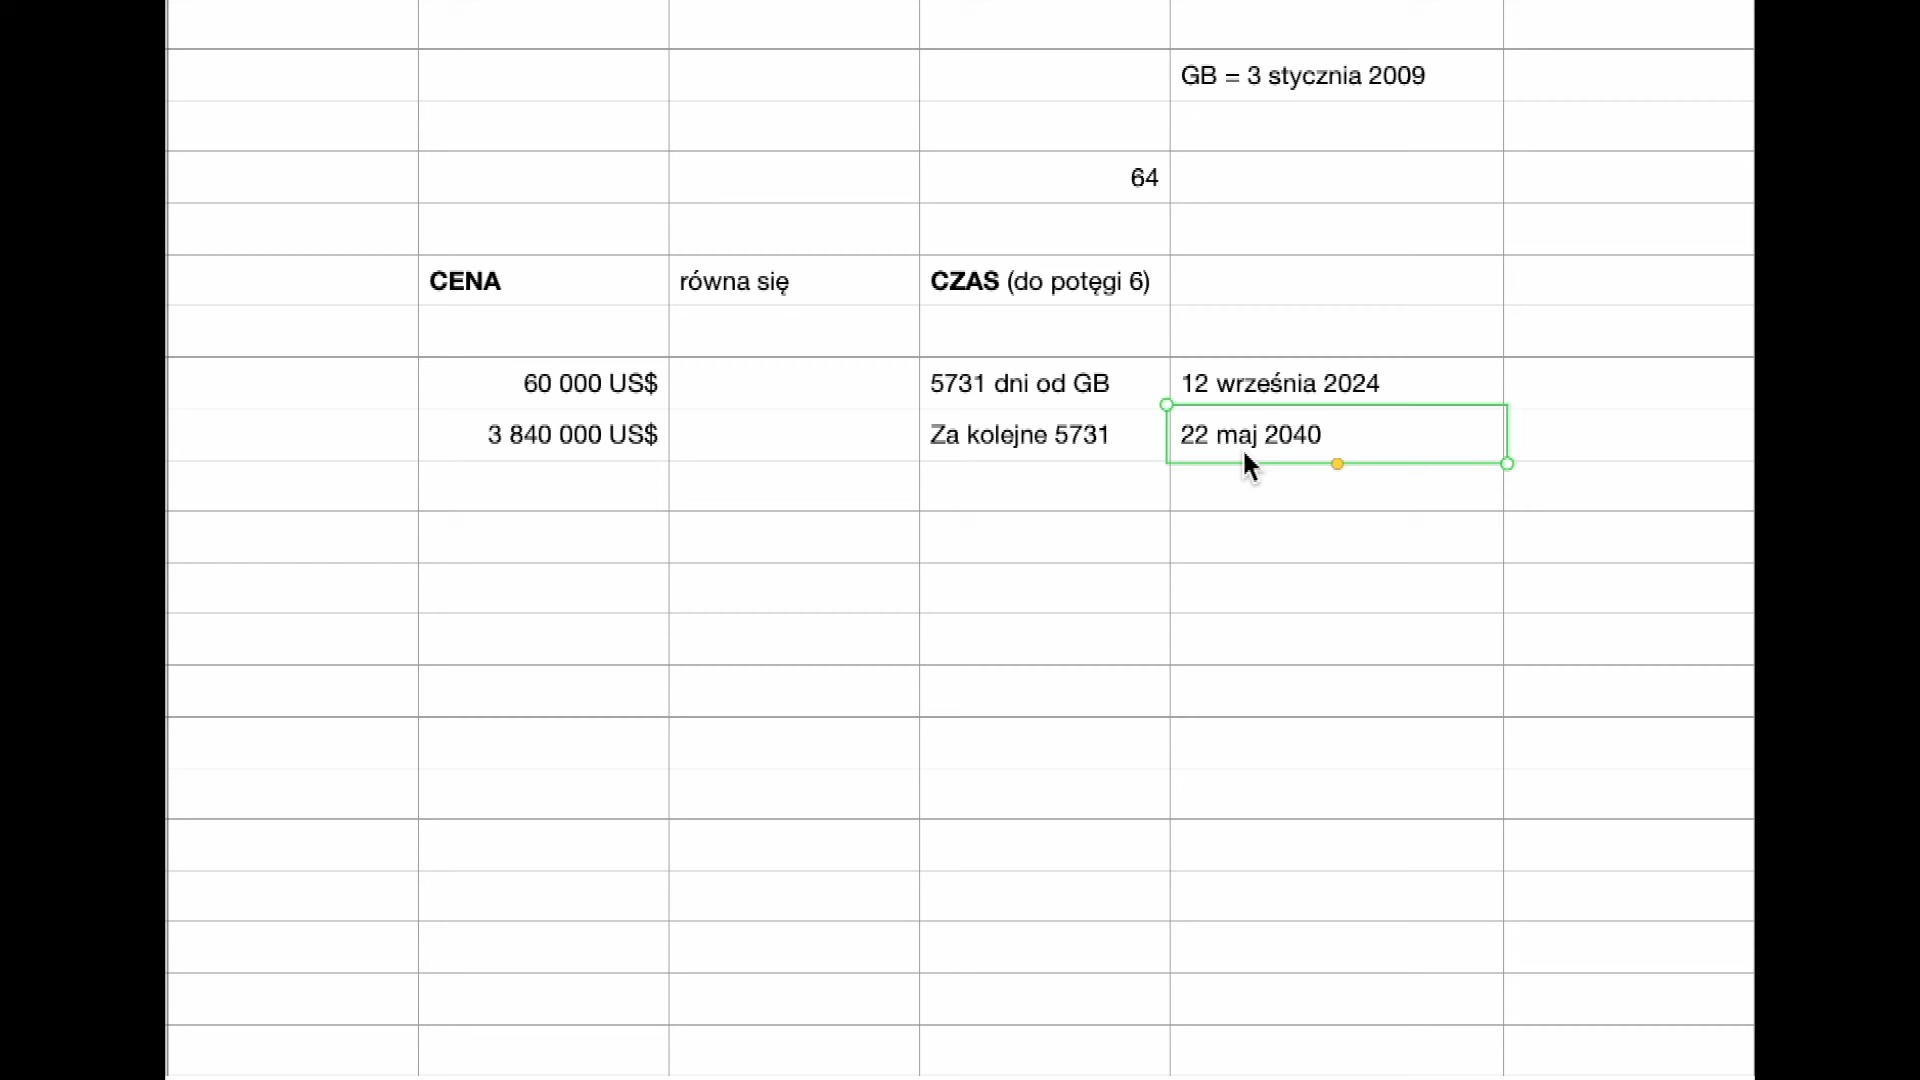 GB = 3 stycznia 2009
64
CENA równa się CZAS (do potęgi 6)
60 000 US$ 5731 dni od GB 12 września 2024
3 840 000 US$ Za kolejne 5731 22 maj 2040